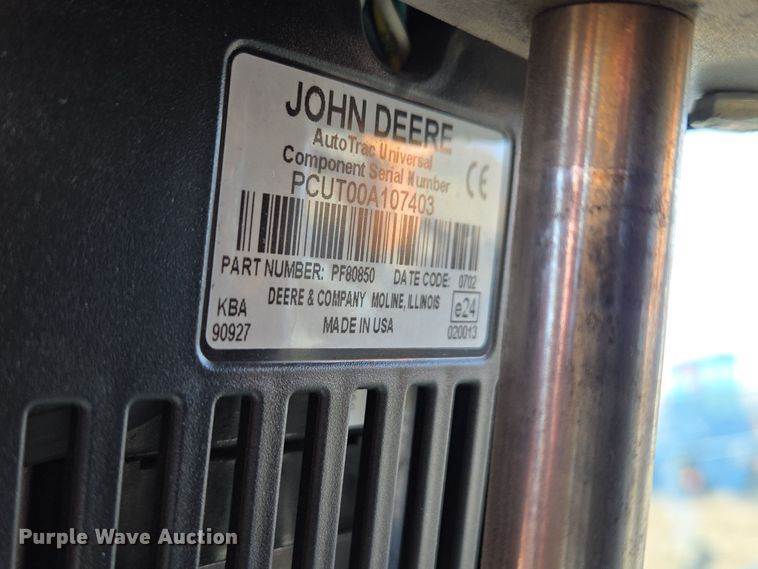 JOHN DEERE
AutoTrac Universal
Component Serial Number
CE
PCUT00A107403
PART NUMBER: PF80850 DATE CODE: 0702
DEERE & COMPANY MOLINE, ILLINOIS
MADE IN USA
KBA
90927
e24
020013
Purple Wave Auction